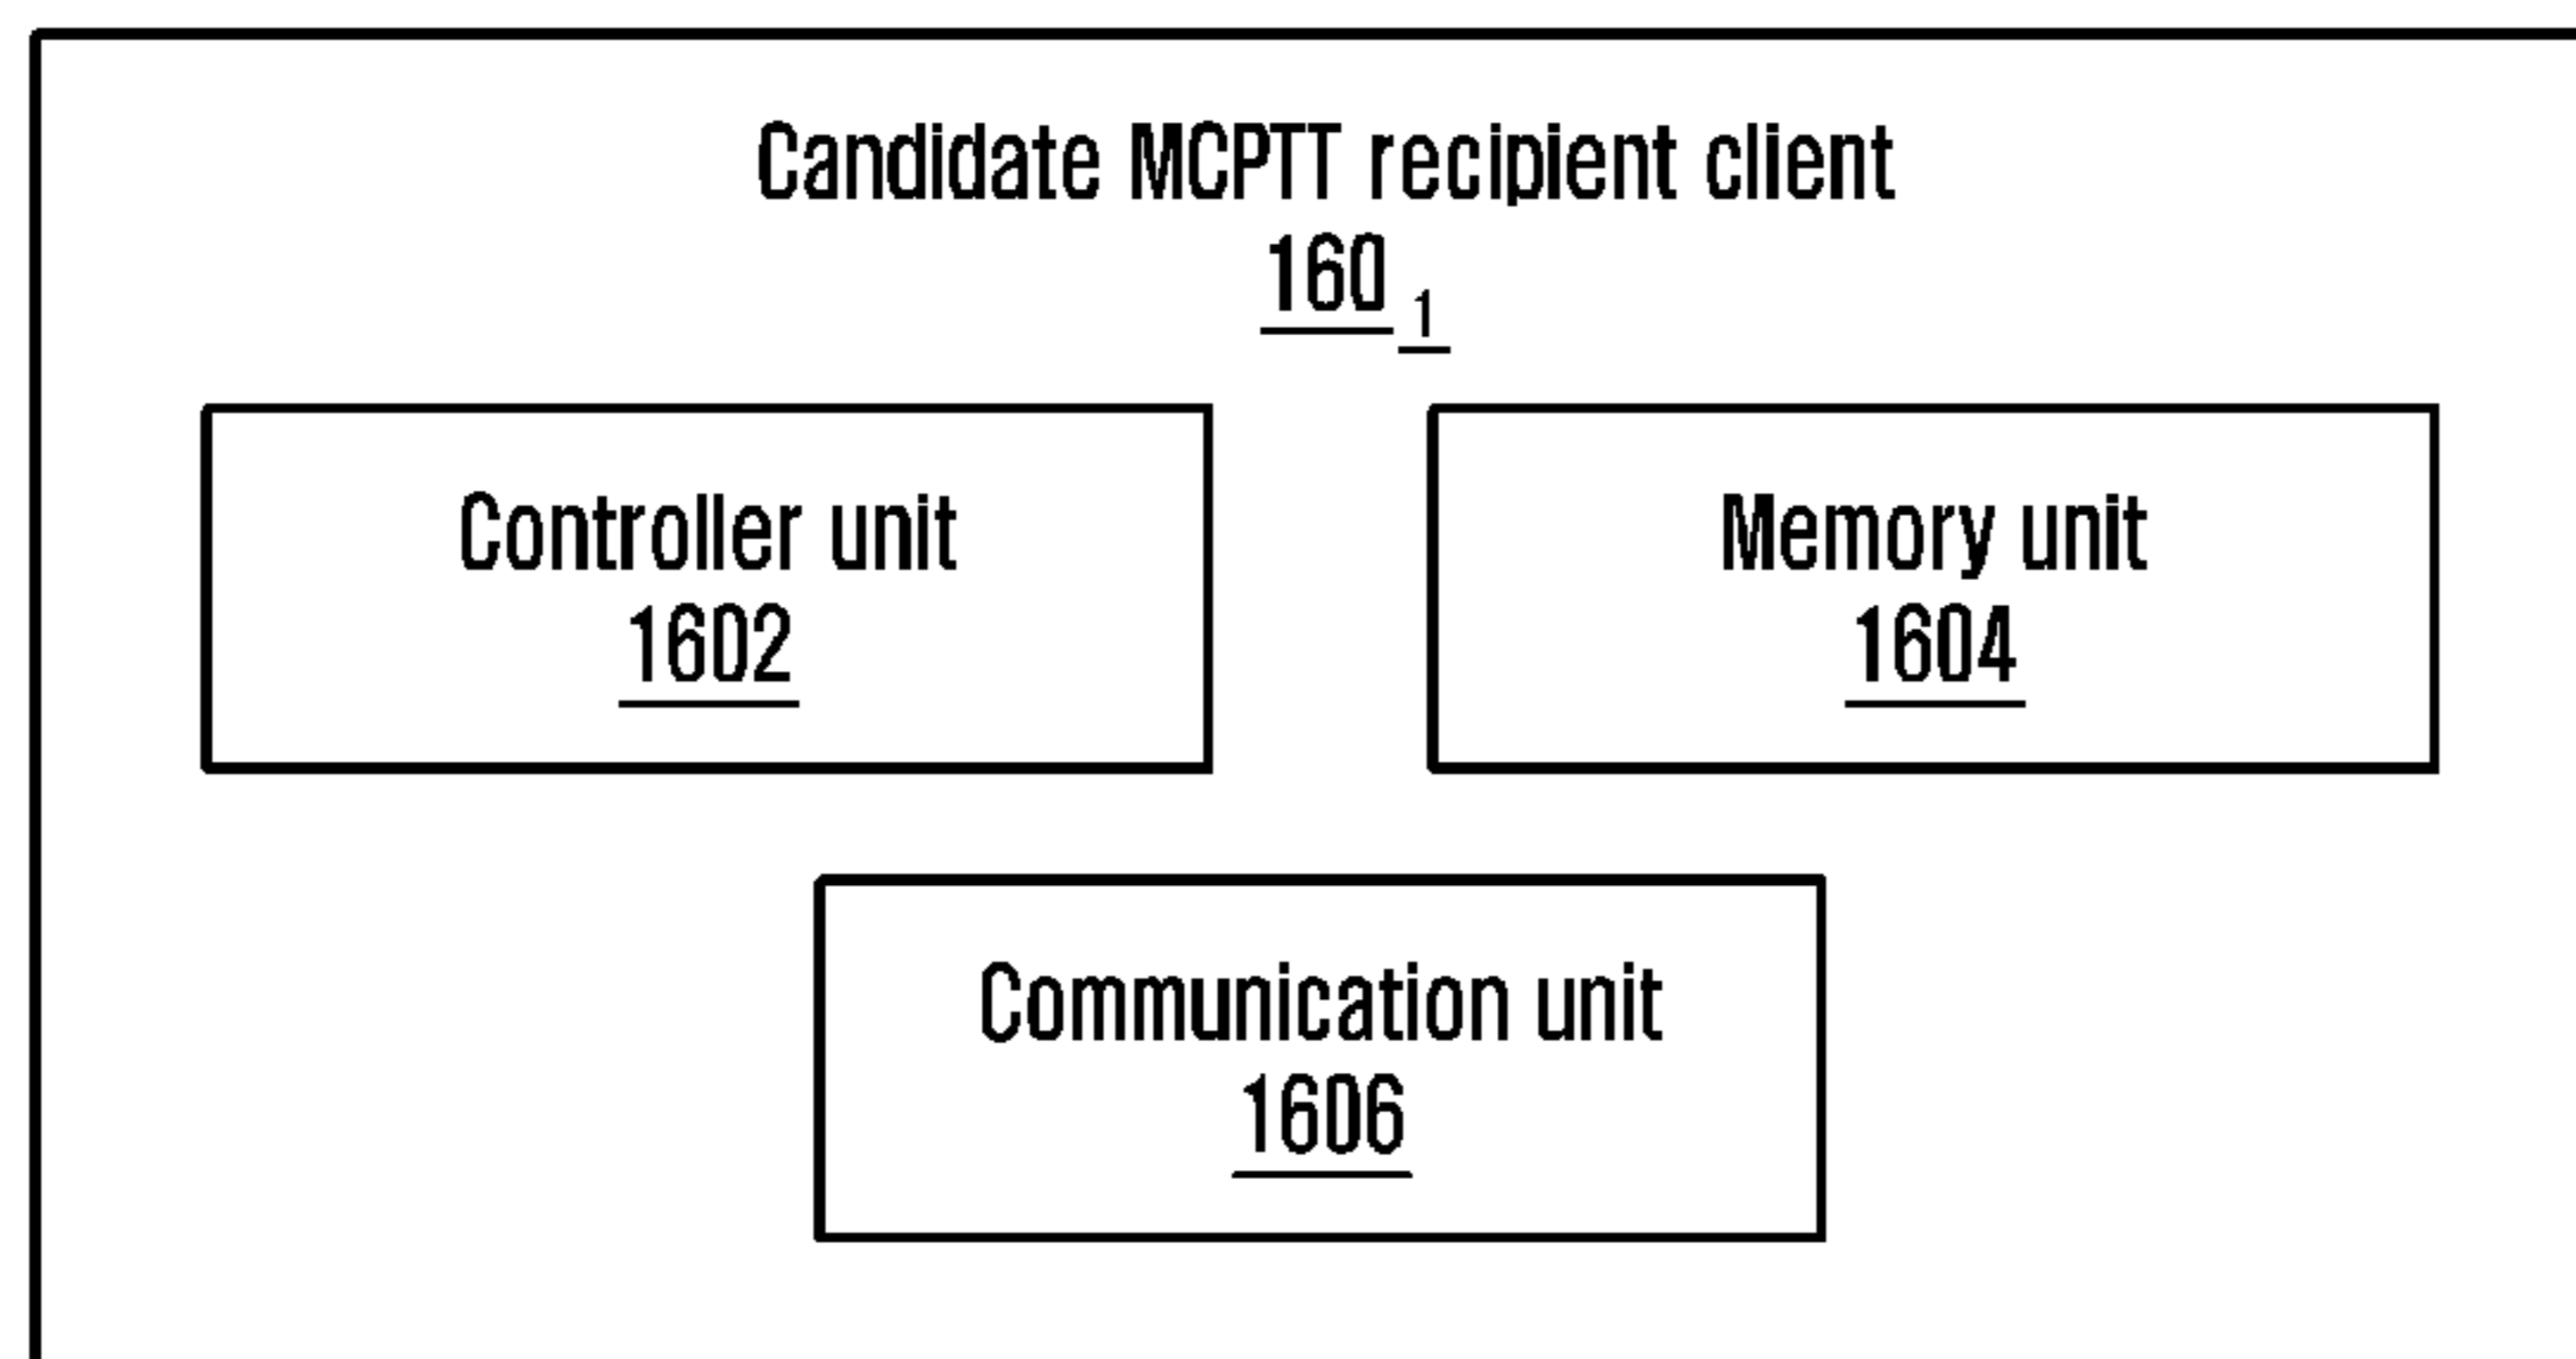 Candidate MCPTT recipient client
160 1
Controller unit
1602
Memory unit
1604
Communication unit
1606